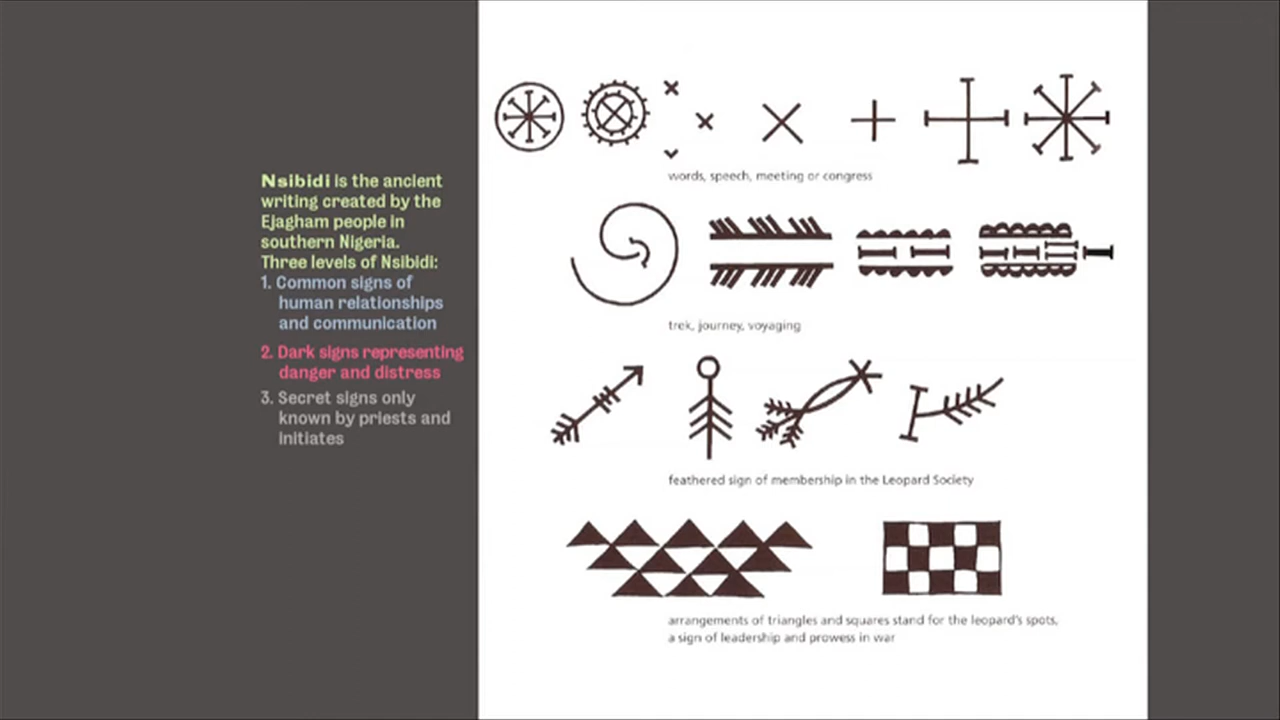 Nsibidi is the ancient
writing created by the
Ejagham people in
southern Nigeria.
Three levels of Nsibidi:
1. Common signs of
human relationships
and communication
2. Dark signs representing
danger and distress
3. Secret signs only
known by priests and
initiates
words, speech, meeting or congress
trek, journey, voyaging
feathered sign of membership in the Leopard Society
arrangements of triangles and squares stand for the leopard's spots,
a sign of leadership and prowess in war